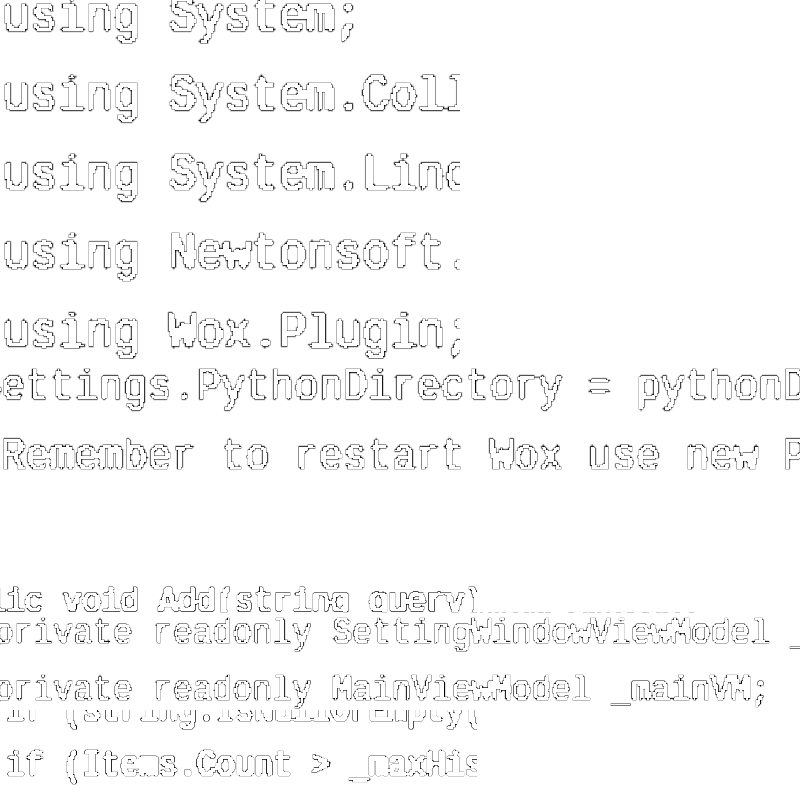 using System;
using System.Coll
using System.Linq
using Newtonsoft.
using Wox.Plugin;
ettings.PythonDirectory = pythonD
Remember to restart Wox use new P
lic void Add(string query)
private readonly SettingWindowViewModel _
private readonly MainViewModel _mainVM;
if (string.IsNullOrEmpty(
if (Items.Count > _maxHis